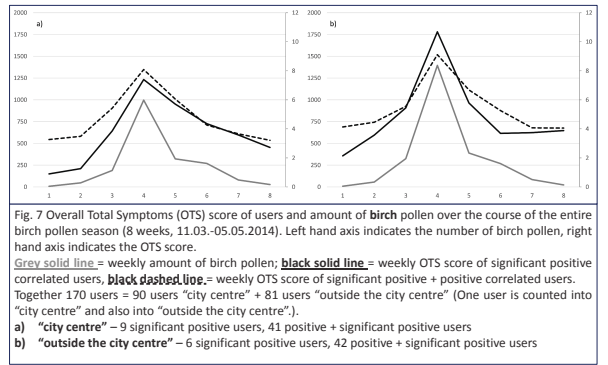 a)
2000
1750
1500
1250
1000
750
500
250
0
12
10
8
6
4
2
0
1 2 3 4 5 6 7 8
b)
2000
1750
1500
1250
1000
750
500
250
0
12
10
8
6
4
2
0
1 2 3 4 5 6 7 8
Fig. 7 Overall Total Symptoms (OTS) score of users and amount of birch pollen over the course of the entire
birch pollen season (8 weeks, 11.03.-05.05.2014). Left hand axis indicates the number of birch pollen, right
hand axis indicates the OTS score.
Grey solid line = weekly amount of birch pollen; black solid line = weekly OTS score of significant positive
correlated users, black dashed line = weekly OTS score of significant positive + positive correlated users.
Together 170 users = 90 users “city centre” + 81 users “outside the city centre” (One user is counted into
“city centre” and also into “outside the city centre”.).
a) “city centre” – 9 significant positive users, 41 positive + significant positive users
b) “outside the city centre” – 6 significant positive users, 42 positive + significant positive users